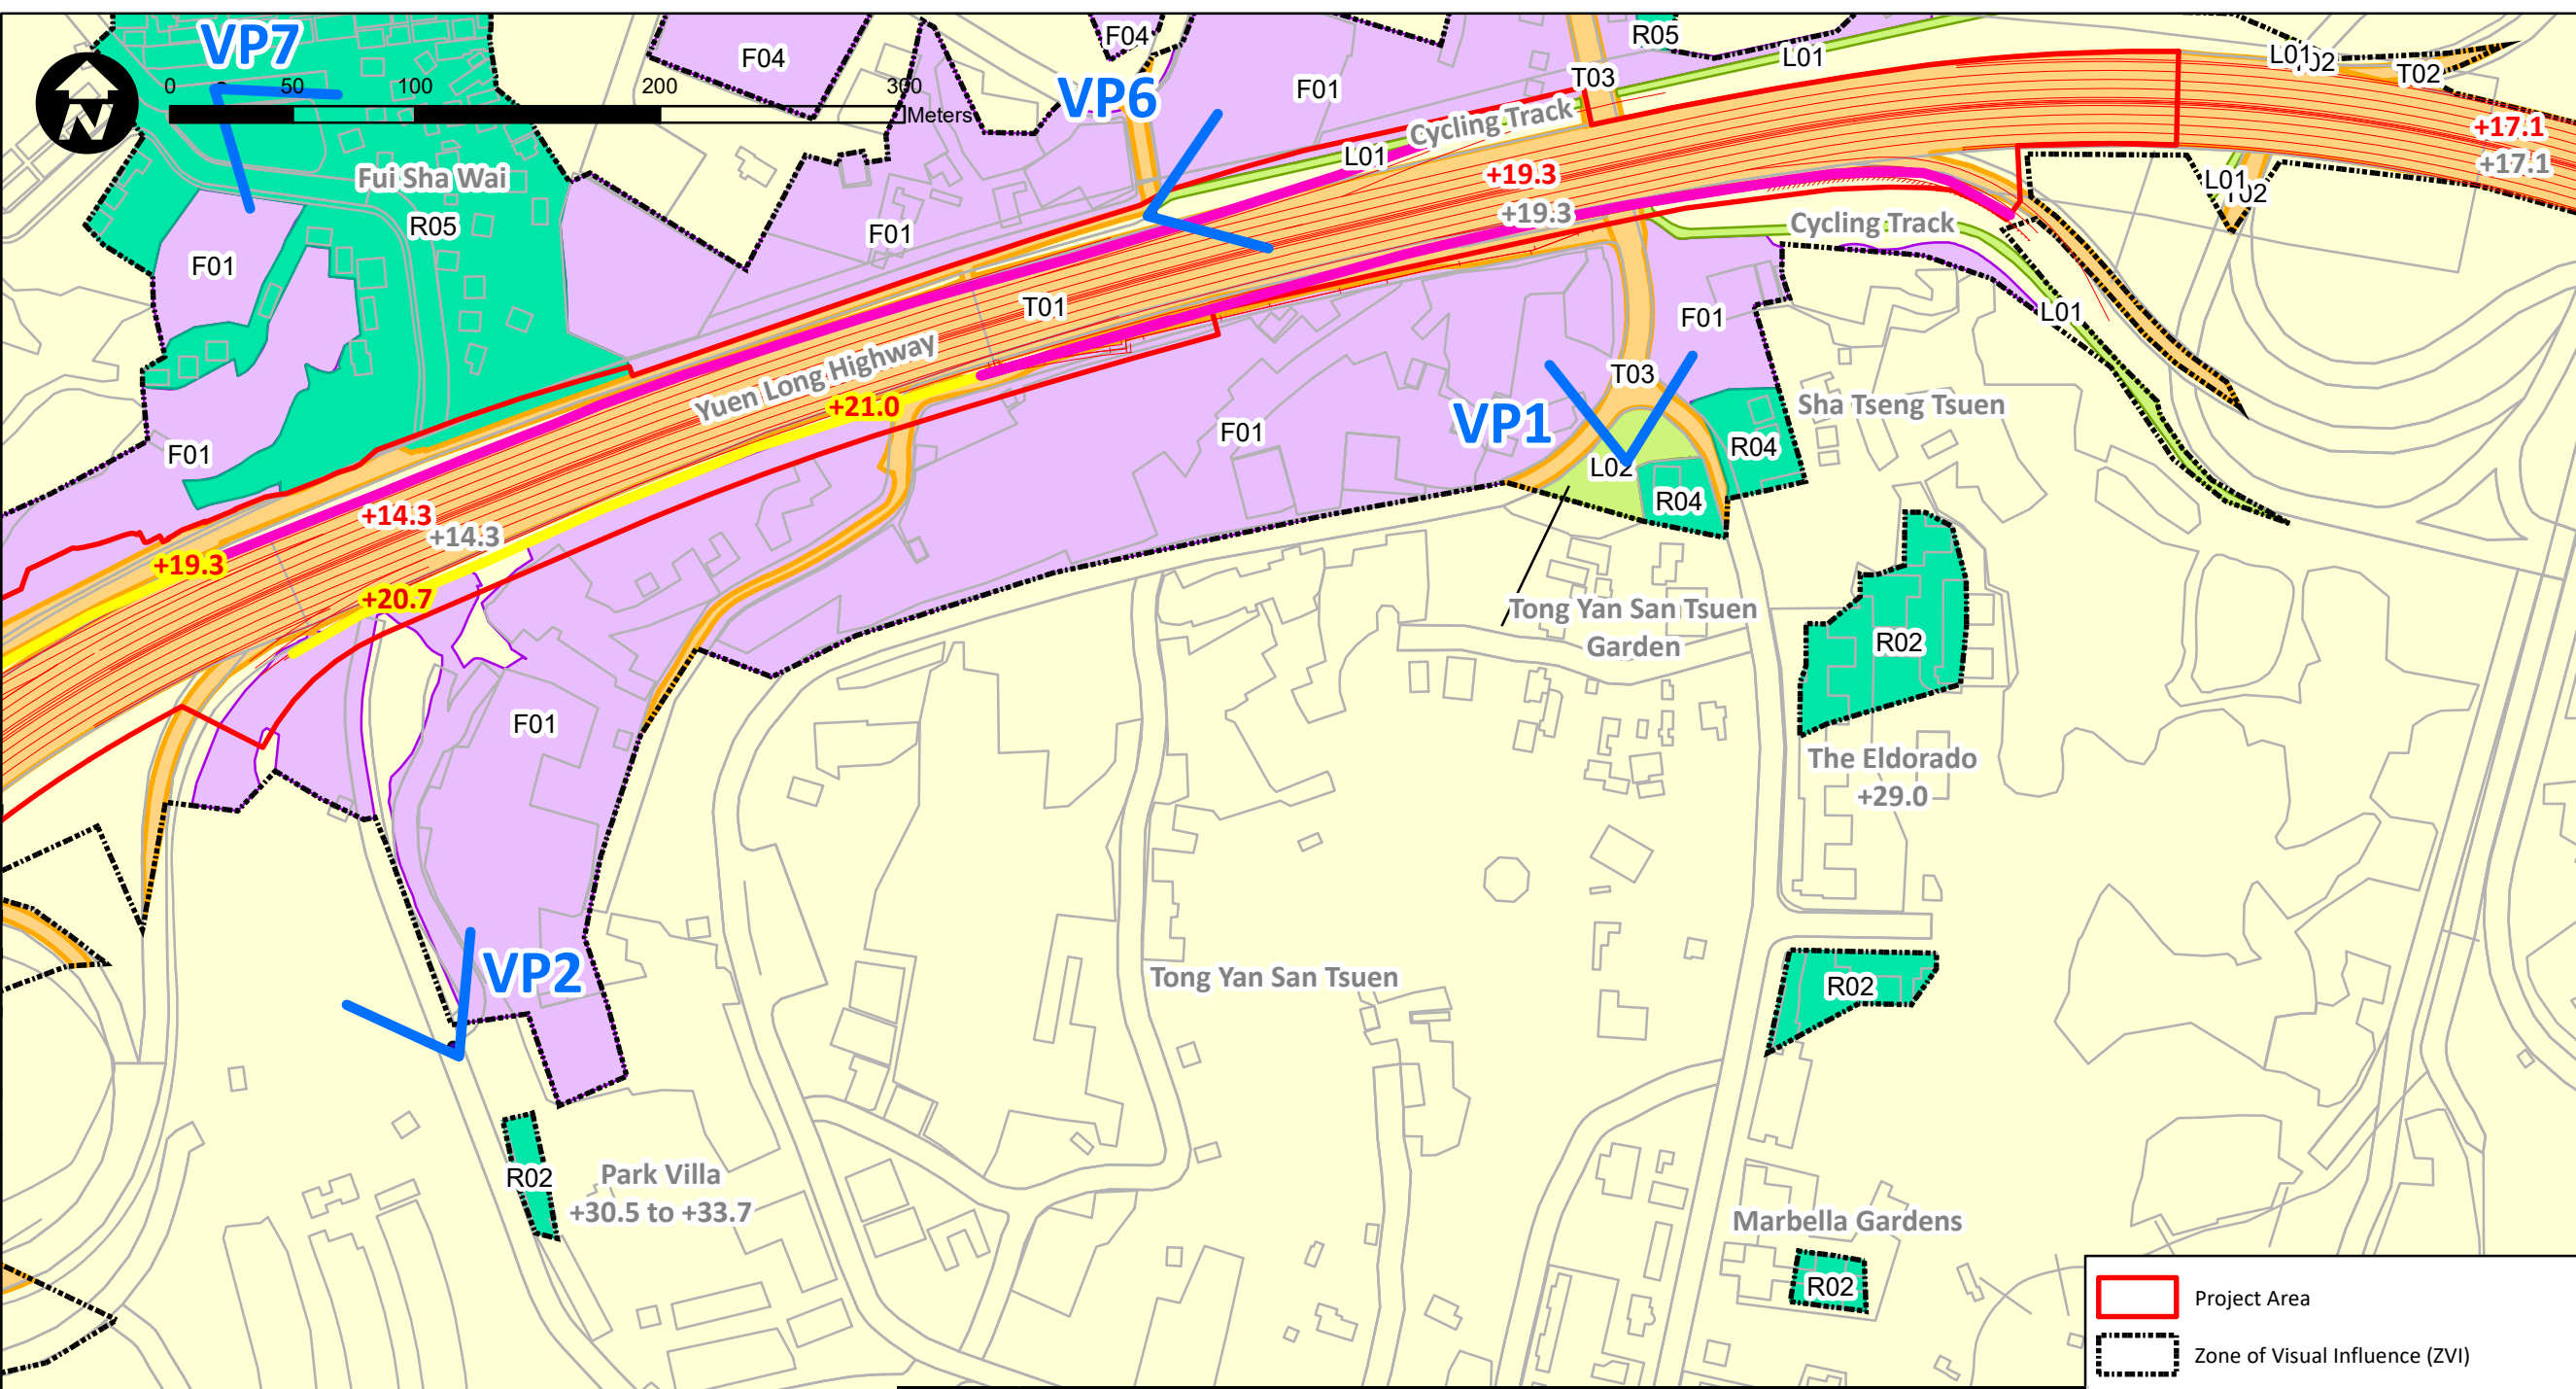 VP7
F04
F04
R05
L01
L01
T02
T02
N
0
50
100
200
300
Meters
VP6
F01
T03
Cycling Track
L01
+17.1
+17.1
Fui Sha Wai
R05
+19.3
+19.3
L01
T02
F01
F01
Cycling Track
T01
L01
F01
Yuen Long Highway
+21.0
T03
VP1
F01
Sha Tseng Tsuen
F01
R04
L02
R04
+14.3
+14.3
+19.3
+20.7
Tong Yan San Tsuen
Garden
R02
F01
The Eldorado
+29.0
VP2
Tong Yan San Tsuen
R02
R02
Park Villa
+30.5 to +33.7
Marbella Gardens
R02
Project Area
Zone of Visual Influence (ZVI)